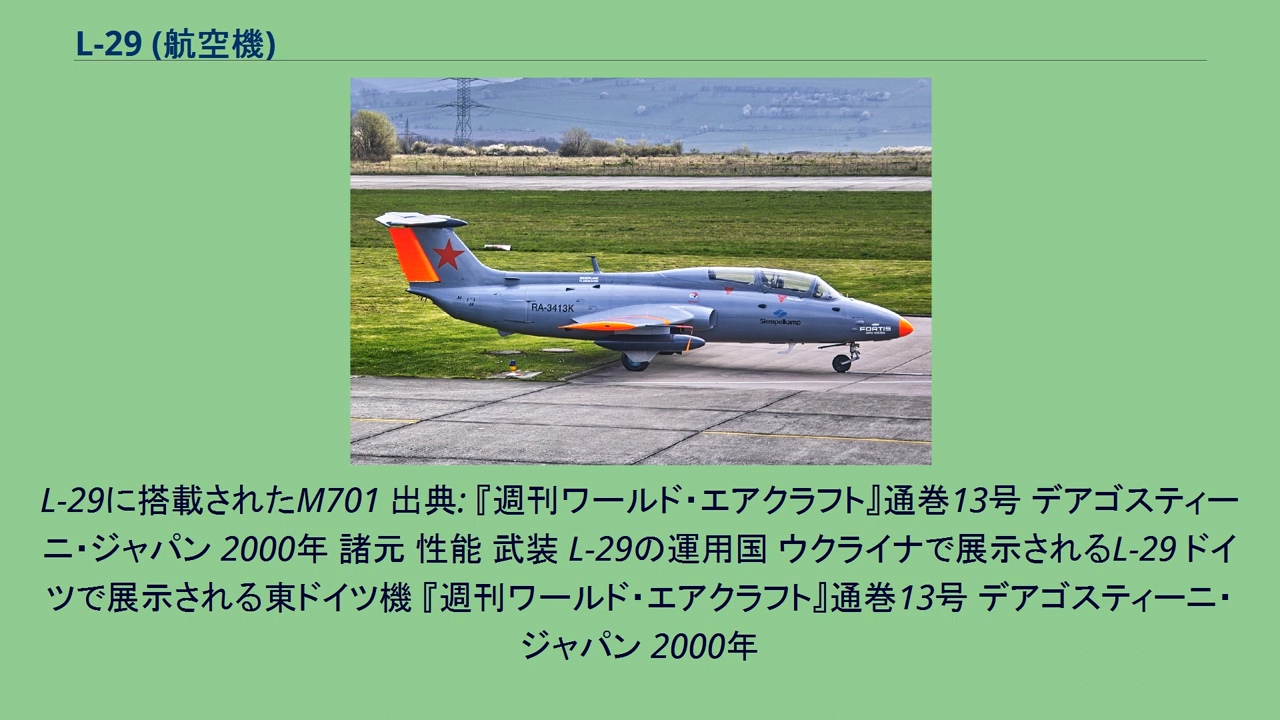 L-29 (航空機)
RA-3413K
Stempelkamp
FORTIS
L-29に搭載されたM701 出典:『週刊ワールド・エアクラフト』通巻13号 デアゴスティー
ニ・ジャパン 2000年 諸元 性能 武装 L-29の運用国 ウクライナで展示されるL-29 ドイ
ツで展示される東ドイツ機 『週刊ワールド・エアクラフト』通巻13号 デアゴスティーニ・
ジャパン 2000年